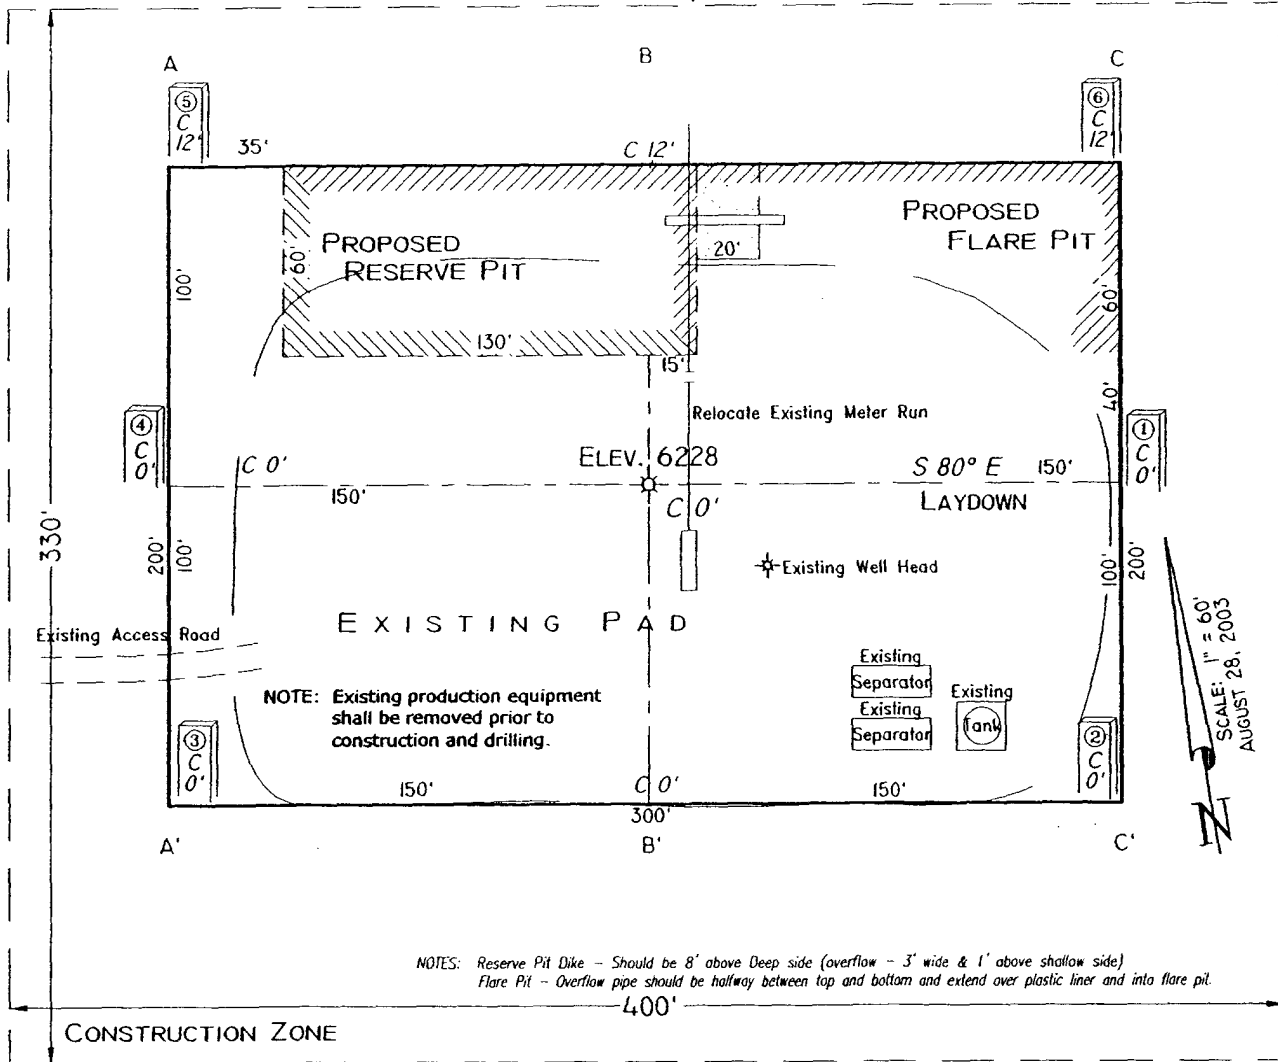 A
B
C
⑤
C
12'
⑥
C
12'
35'
C 12'
PROPOSED
RESERVE PIT
PROPOSED
FLARE PIT
60'
20'
100'
60'
130'
15'
40'
④
C
0'
Relocate Existing Meter Run
①
C
0'
ELEV. 6228
C 0'
S 80° E
150'
150'
LAYDOWN
C 0'
330'
200'
100'
100'
200'
Existing Well Head
EXISTING PAD
Existing Access Road
SCALE: 1" = 60'
AUGUST 28, 2003
N
Existing
Separator
Existing
Separator
Existing
Tank
NOTE: Existing production equipment
shall be removed prior to
construction and drilling.
③
C
0'
②
C
0'
150'
C 0'
150'
300'
A'
B'
C'
NOTES: Reserve Pit Dike - Should be 8' above Deep side (overflow - 3' wide & 1' above shallow side)
Flare Pit - Overflow pipe should be halfway between top and bottom and extend over plastic liner and into flare pit.
400'
CONSTRUCTION ZONE